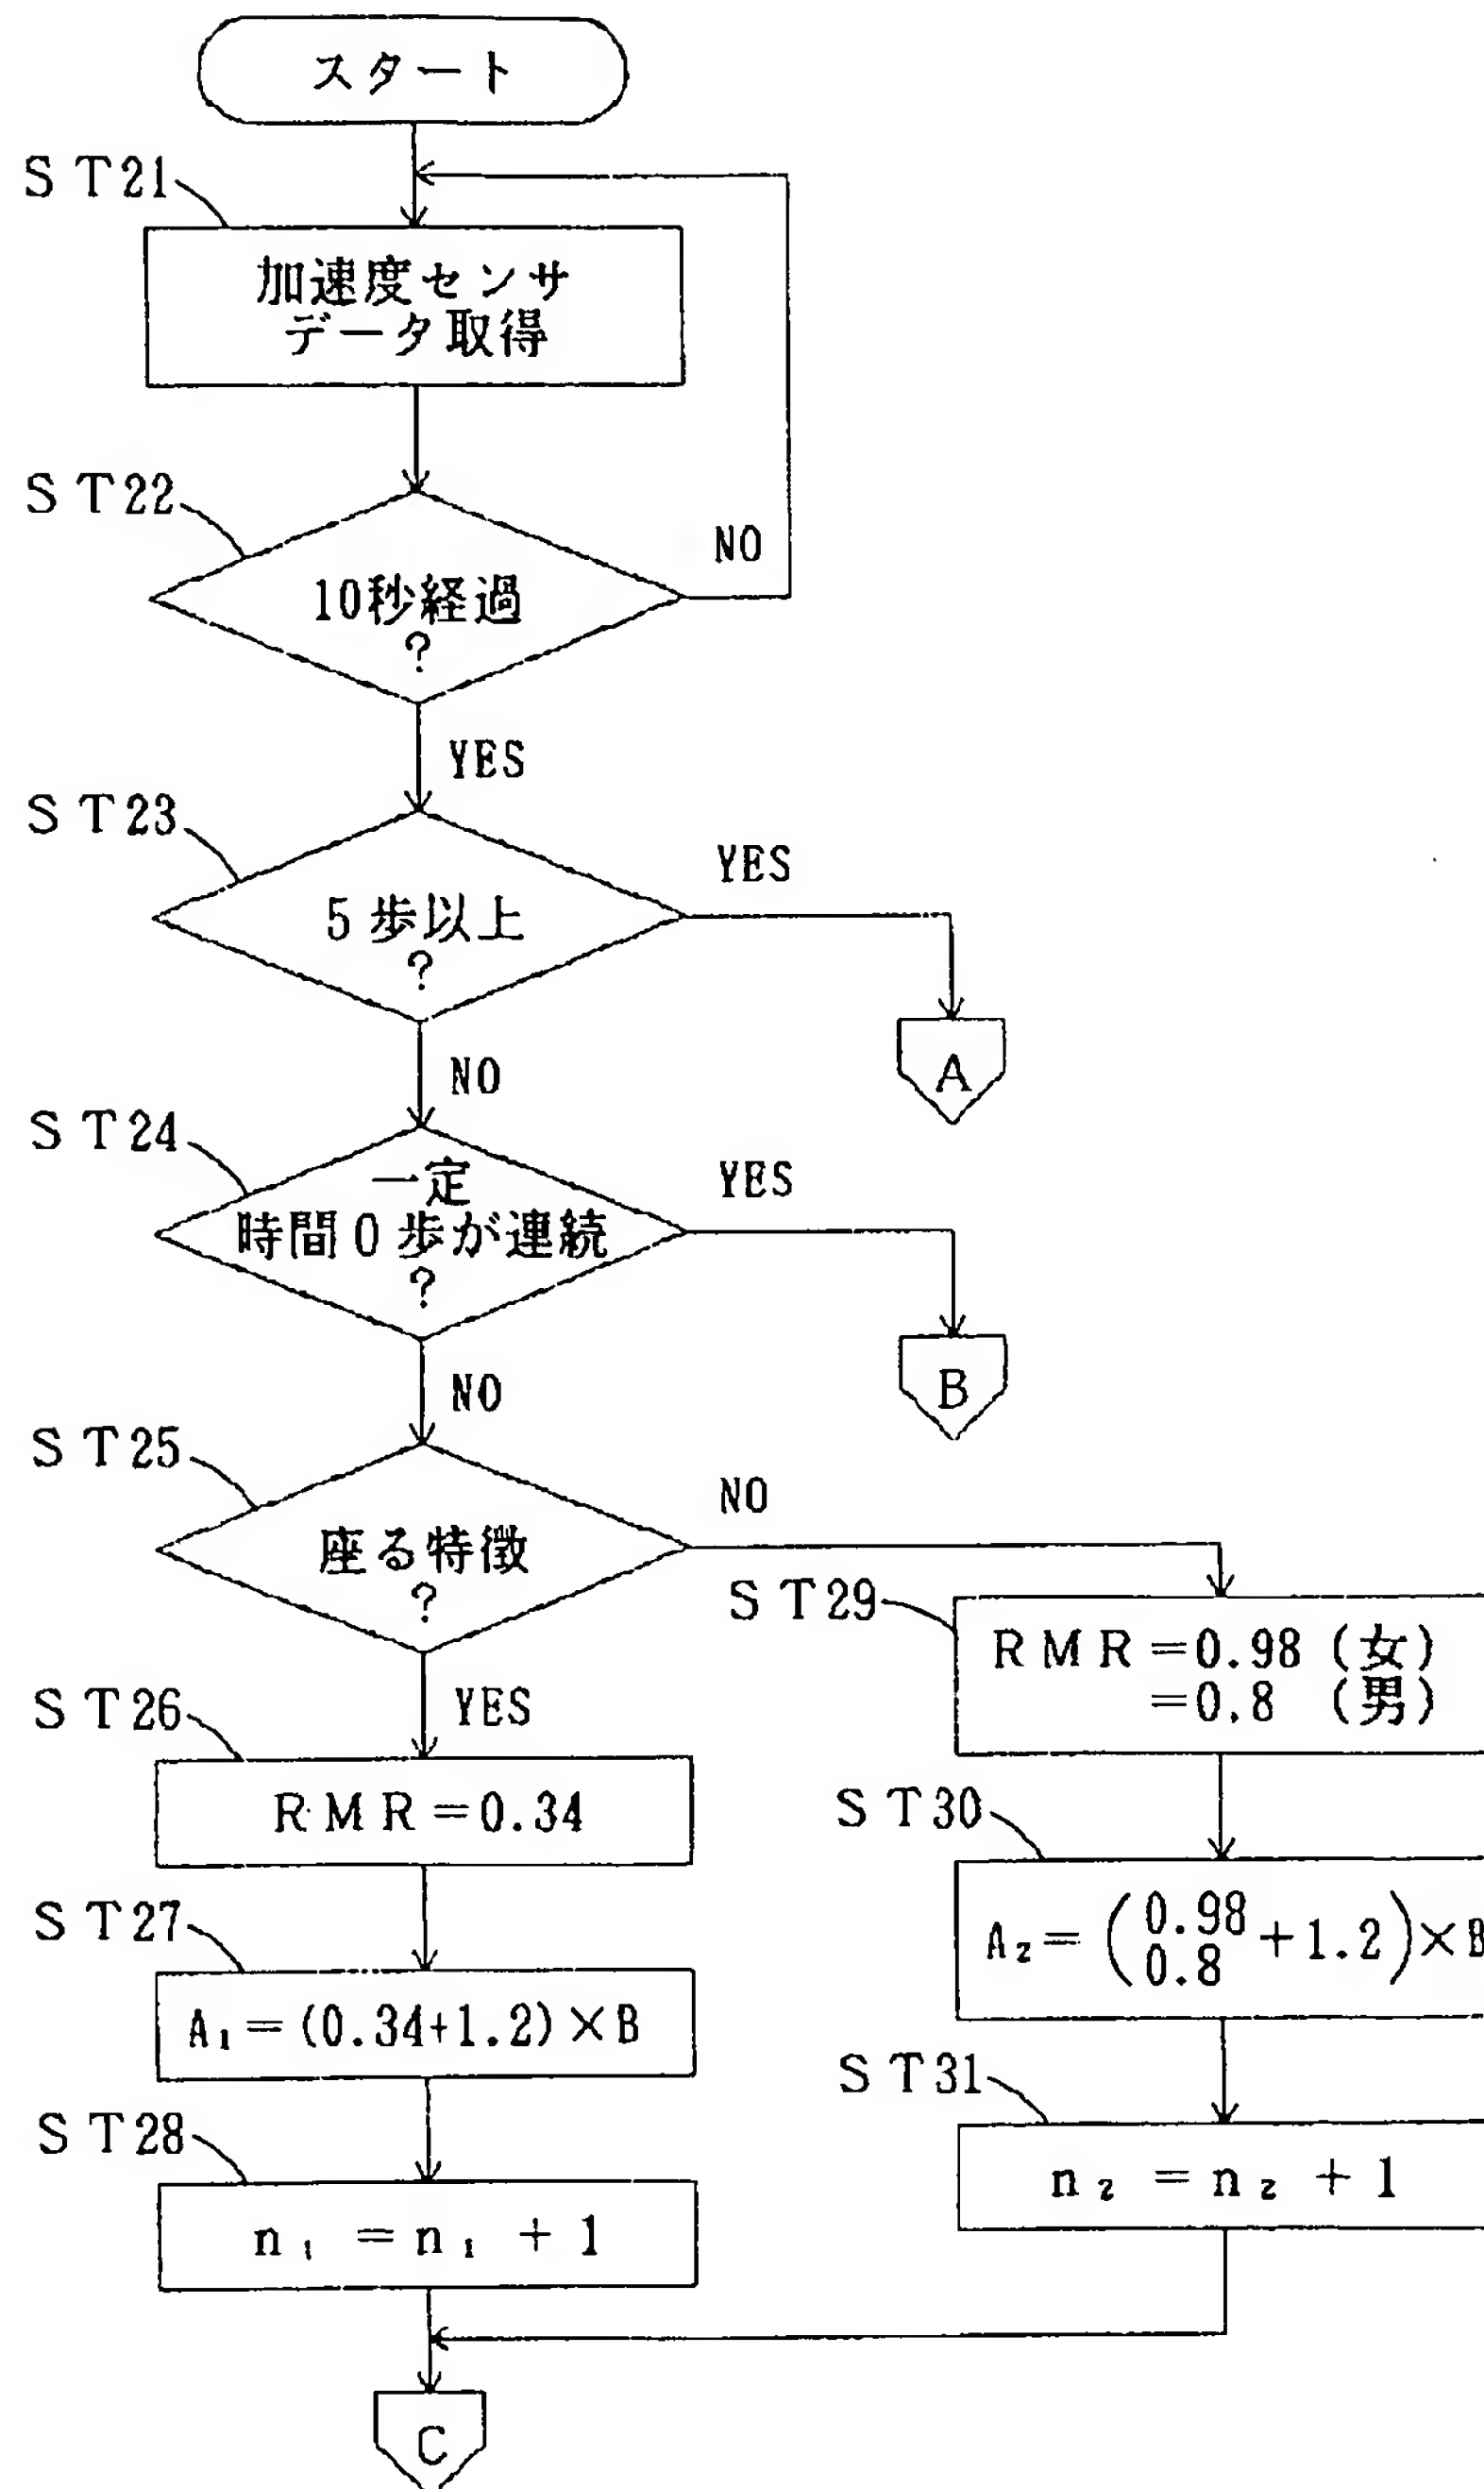 スタート
ST21
加速度センサ
データ取得
ST22
10秒経過
?
NO
YES
ST23
5歩以上
?
YES
A
NO
ST24
一定
時間0歩が連続
?
YES
B
NO
ST25
座る特徴
?
NO
YES
ST29
RMR=0.98 (女)
=0.8 (男)
ST26
RMR=0.34
ST30
A₂=(0.98
0.8 +1.2)×B
ST27
A₁=(0.34+1.2)×B
ST31
n₂=n₂+1
ST28
n₁=n₁+1
C